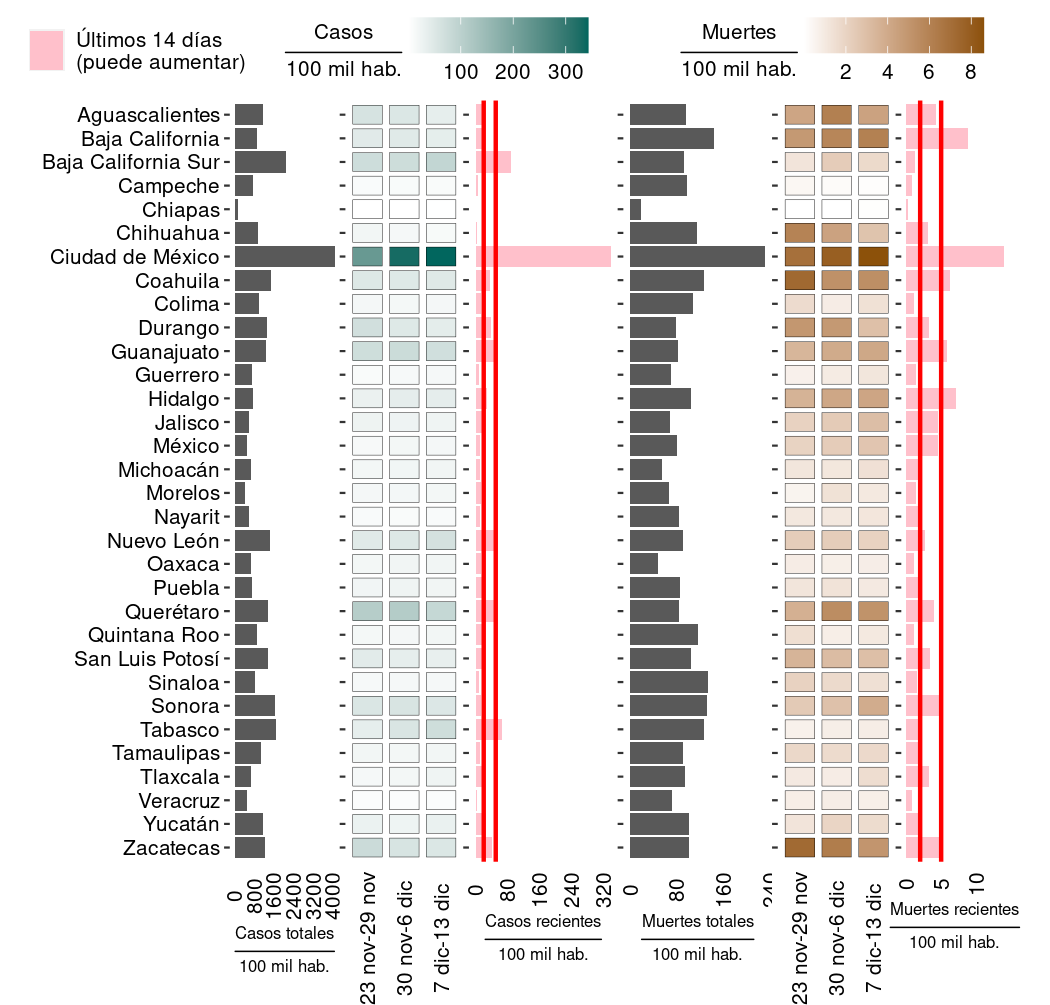 Últimos 14 días
(puede aumentar)
Casos
100 mil hab.
100 200 300
Muertes
100 mil hab.
2 4 6 8
Aguascalientes
Baja California
Baja California Sur
Campeche
Chiapas
Chihuahua
Ciudad de México
Coahuila
Colima
Durango
Guanajuato
Guerrero
Hidalgo
Jalisco
México
Michoacán
Morelos
Nayarit
Nuevo León
Oaxaca
Puebla
Querétaro
Quintana Roo
San Luis Potosí
Sinaloa
Sonora
Tabasco
Tamaulipas
Tlaxcala
Veracruz
Yucatán
Zacatecas
0 800 1600 2400 3200 4000
Casos totales
100 mil hab.
23 nov-29 nov
30 nov-6 dic
7 dic-13 dic
0 80 160 240 320
Casos recientes
100 mil hab.
0 80 160 240
Muertes totales
100 mil hab.
23 nov-29 nov
30 nov-6 dic
7 dic-13 dic
0 5 10
Muertes recientes
100 mil hab.